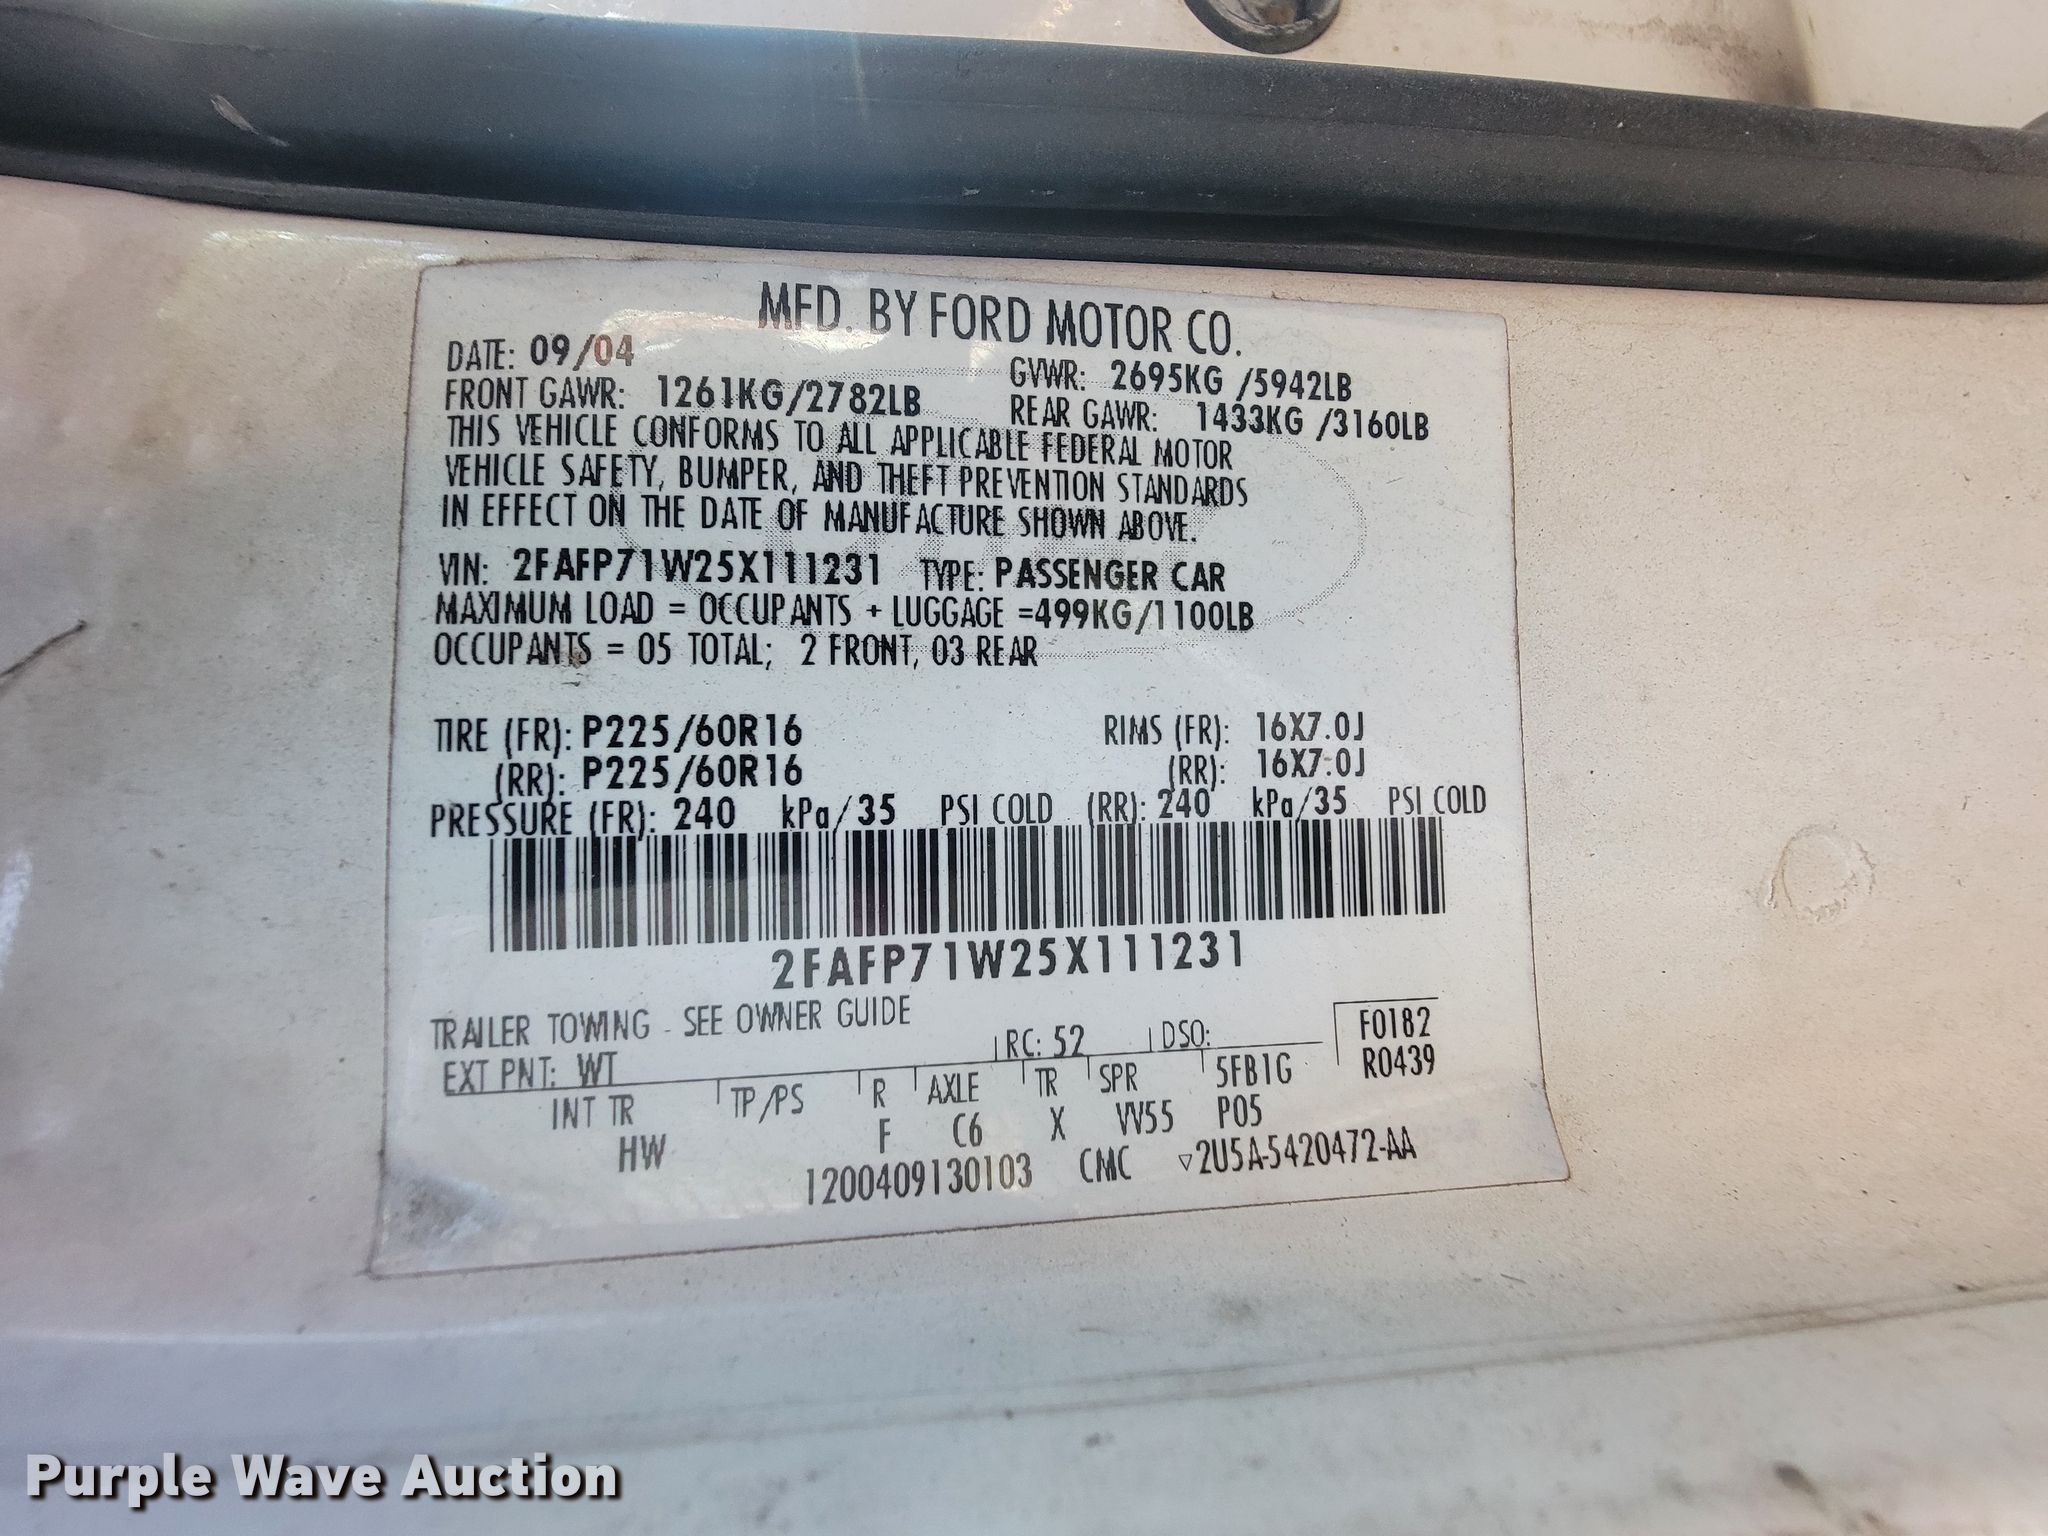 MFD. BY FORD MOTOR CO.
DATE: 09/04
GVWR: 2695KG /5942LB
FRONT GAWR: 1261KG/2782LB
REAR GAWR: 1433KG /3160LB
THIS VEHICLE CONFORMS TO ALL APPLICABLE FEDERAL MOTOR
VEHICLE SAFETY, BUMPER, AND THEFT PREVENTION STANDARDS
IN EFFECT ON THE DATE OF MANUFACTURE SHOWN ABOVE.
VIN: 2FAFP71W25X111231 TYPE: PASSENGER CAR
MAXIMUM LOAD = OCCUPANTS + LUGGAGE =499KG/1100LB
OCCUPANTS = 05 TOTAL; 2 FRONT, 03 REAR
TIRE (FR): P225/60R16 RIMS (FR): 16X7.0J
(RR): P225/60R16 (RR): 16X7.0J
PRESSURE (FR): 240 kPa/35 PSI COLD (RR): 240 kPa/35 PSI COLD
2FAFP71W25X111231
TRAILER TOWING - SEE OWNER GUIDE
EXT PNT: WT RC: 52 DSO: F0182
R0439
INT TR TP/PS R AXLE TR SPR 5FB1G
HW F C6 X VV55 P05
1200409130103 CMC ▽2U5A-5420472-AA
Purple Wave Auction